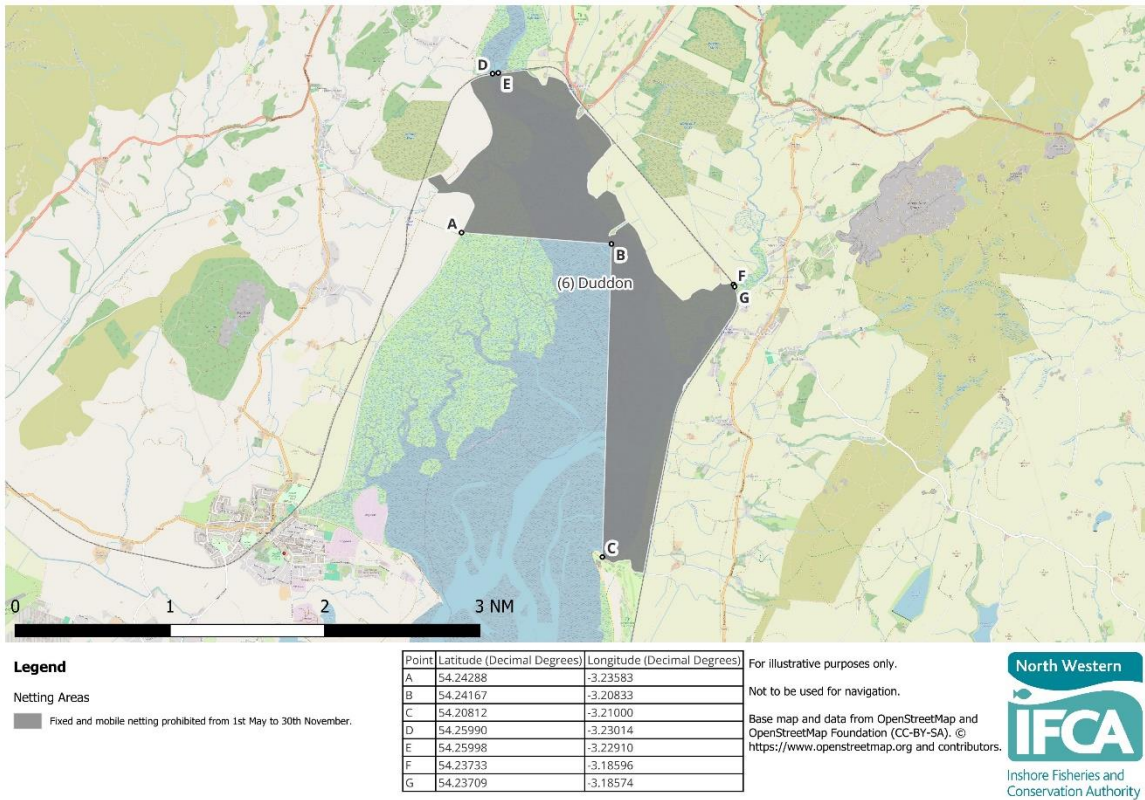 D
E
A
B
F
(6) Duddon
G
C
0 1 2 3 NM
Legend
Netting Areas
Fixed and mobile netting prohibited from 1st May to 30th November.
Point Latitude (Decimal Degrees) Longitude (Decimal Degrees)
A 54.24288 -3.23583
B 54.24167 -3.20833
C 54.20812 -3.21000
D 54.25990 -3.23014
E 54.25998 -3.22910
F 54.23733 -3.18596
G 54.23709 -3.18574
For illustrative purposes only.
Not to be used for navigation.
Base map and data from OpenStreetMap and
OpenStreetMap Foundation (CC-BY-SA). ©
https://www.openstreetmap.org and contributors.
North Western
IFCA
Inshore Fisheries and
Conservation Authority